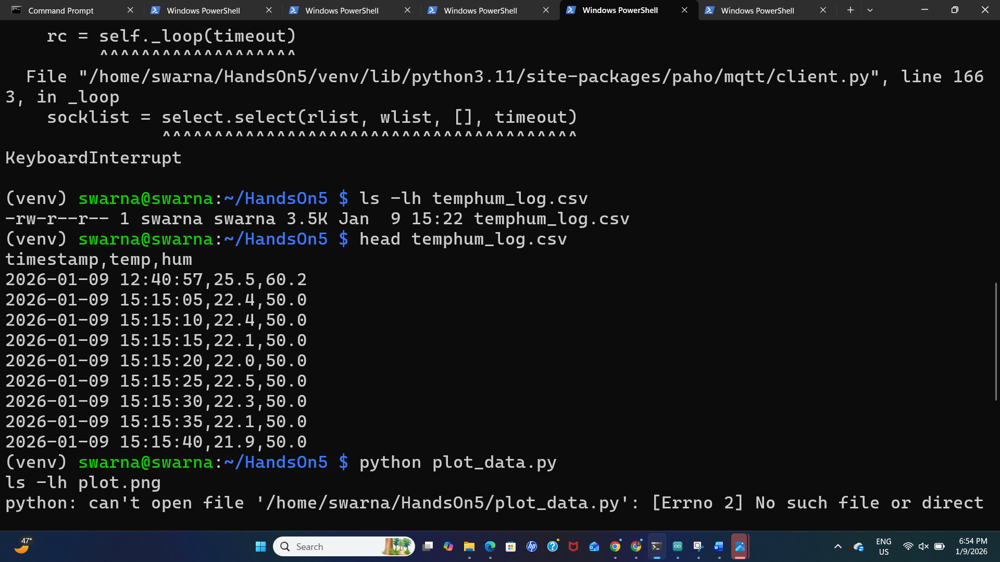 Command Prompt
Windows PowerShell
Windows PowerShell
Windows PowerShell
Windows PowerShell
Windows PowerShell
rc = self._loop(timeout)
^^^^^^^^^^^^^^^^^^^
File "/home/swarna/HandsOn5/venv/lib/python3.11/site-packages/paho/mqtt/client.py", line 166
3, in _loop
socklist = select.select(rlist, wlist, [], timeout)
^^^^^^^^^^^^^^^^^^^^^^^^^^^^^^^^^^^^^^^^
KeyboardInterrupt
(venv) swarna@swarna:~/HandsOn5 $ ls -lh temphum_log.csv
-rw-r--r-- 1 swarna swarna 3.5K Jan  9 15:22 temphum_log.csv
(venv) swarna@swarna:~/HandsOn5 $ head temphum_log.csv
timestamp,temp,hum
2026-01-09 12:40:57,25.5,60.2
2026-01-09 15:15:05,22.4,50.0
2026-01-09 15:15:10,22.4,50.0
2026-01-09 15:15:15,22.1,50.0
2026-01-09 15:15:20,22.0,50.0
2026-01-09 15:15:25,22.5,50.0
2026-01-09 15:15:30,22.3,50.0
2026-01-09 15:15:35,22.1,50.0
2026-01-09 15:15:40,21.9,50.0
(venv) swarna@swarna:~/HandsOn5 $ python plot_data.py
ls -lh plot.png
python: can't open file '/home/swarna/HandsOn5/plot_data.py': [Errno 2] No such file or direct
47°
Search
ENG
US
6:54 PM
1/9/2026